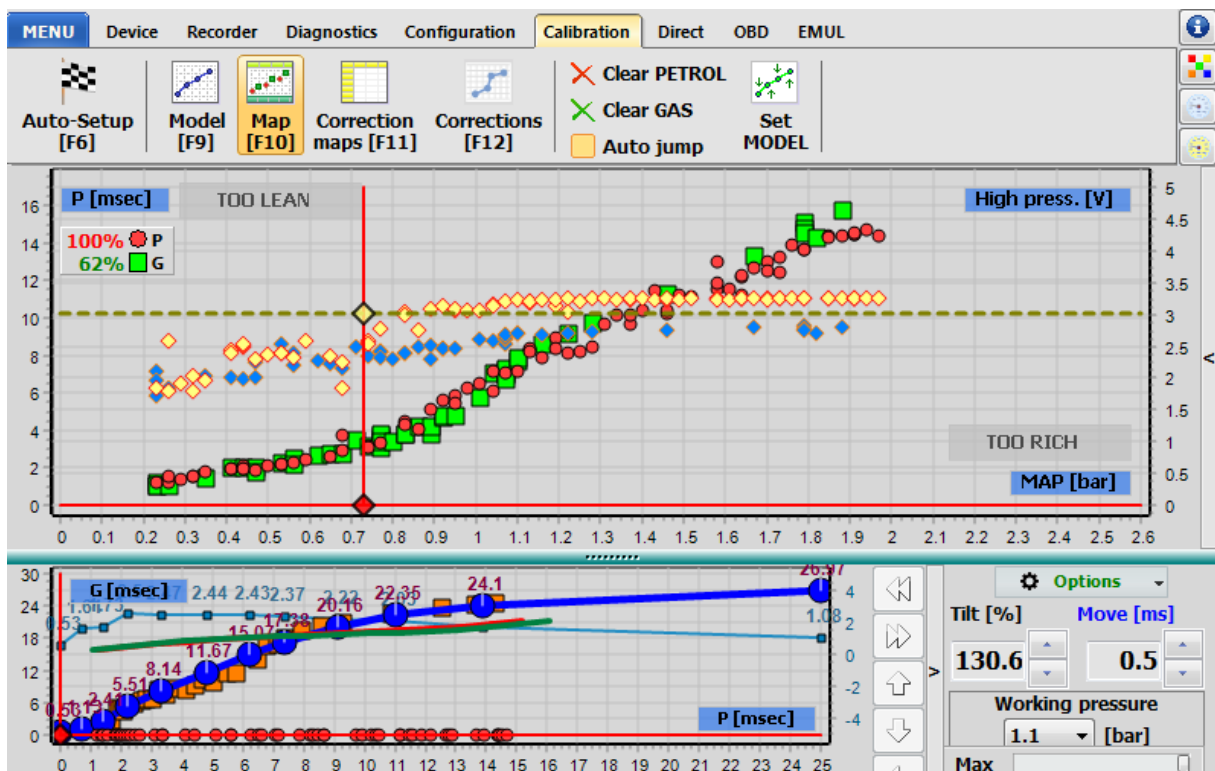 MENU Device Recorder Diagnostics Configuration Calibration Direct OBD EMUL
Auto-Setup
[F6]
Model
[F9]
Map
[F10]
Correction
maps [F11]
Corrections
[F12]
Clear PETROL
Clear GAS
Auto jump
Set
MODEL
P [msec]
TOO LEAN
High press. [V]
100% P
62% G
TOO RICH
MAP [bar]
16
14
12
10
8
6
4
2
0
5
4.5
4
3.5
3
2.5
2
1.5
1
0.5
0
0 0.1 0.2 0.3 0.4 0.5 0.6 0.7 0.8 0.9 1 1.1 1.2 1.3 1.4 1.5 1.6 1.7 1.8 1.9 2 2.1 2.2 2.3 2.4 2.5 2.6
G [msec]
30
24
18
12
6
0
2.44 2.43 2.37
5.51 8.14 11.67 15.07 17.38 20.16 22.35 24.1 26.97
1.08
4
2
0
-2
-4
P [msec]
0 1 2 3 4 5 6 7 8 9 10 11 12 13 14 15 16 17 18 19 20 21 22 23 24 25
Options
Tilt [%] Move [ms]
130.6 0.5
Working pressure
1.1 [bar]
Max